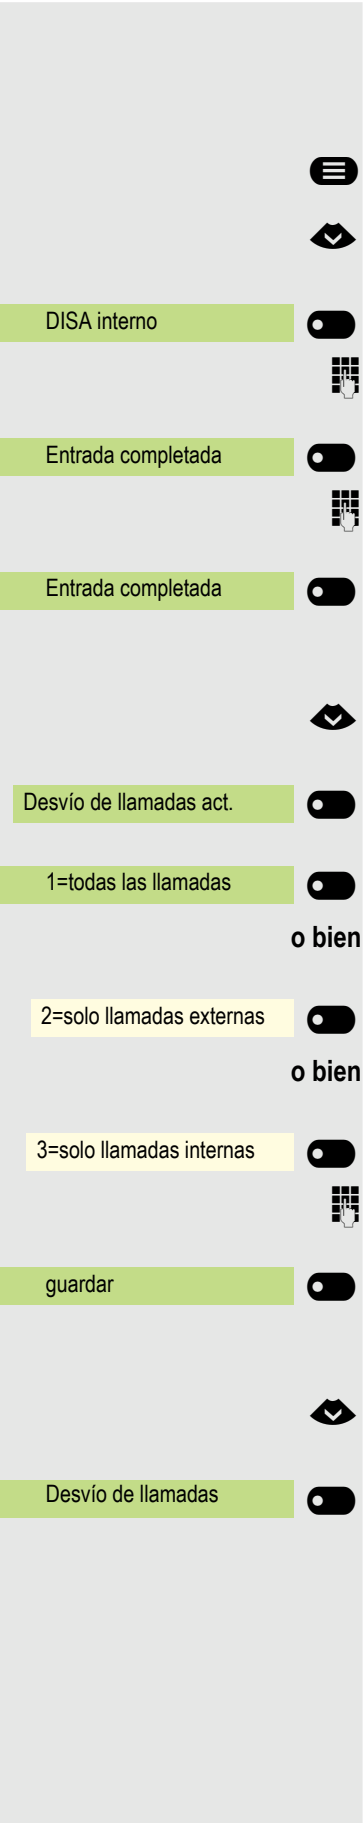 DISA interno
Entrada completada
Entrada completada
Desvío de llamadas act.
1=todas las llamadas
o bien
2=solo llamadas externas
o bien
3=solo llamadas internas
guardar
Desvío de llamadas